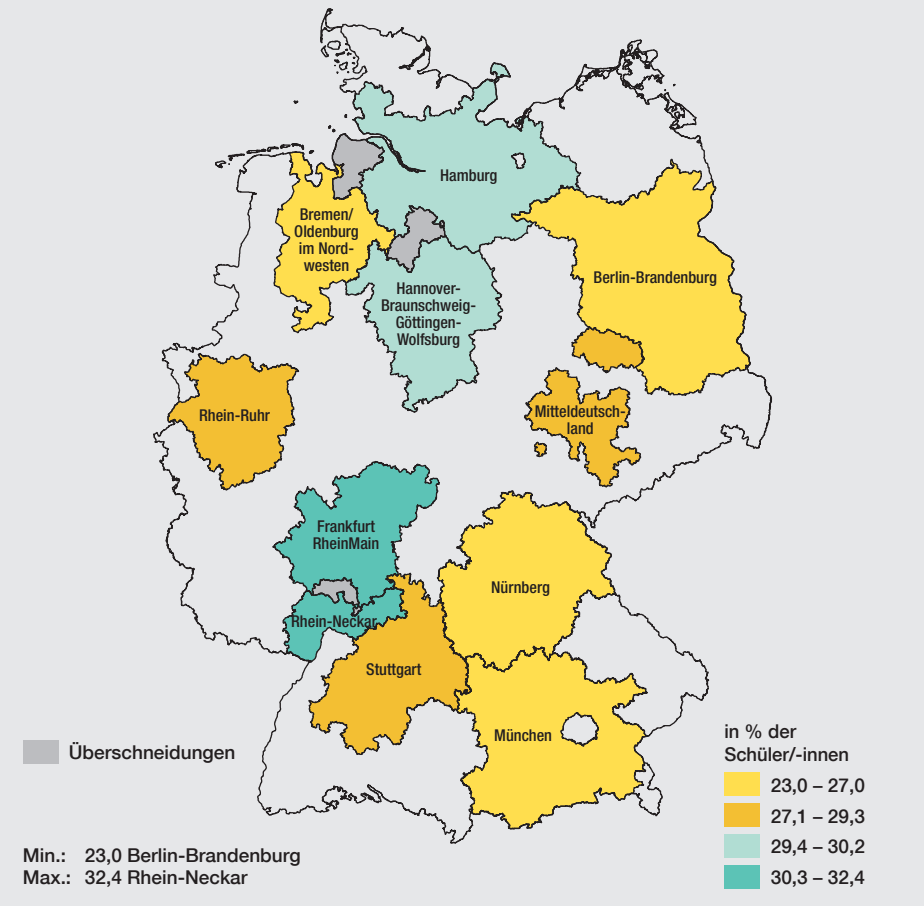 Hamburg
Bremen/
Oldenburg
im Nord-
westen
Berlin-Brandenburg
Hannover-
Braunschweig-
Göttingen-
Wolfsburg
Rhein-Ruhr
Mitteldeutsch-
land
Frankfurt
RheinMain
Nürnberg
Rhein-Neckar
Stuttgart
München
Überschneidungen
in % der
Schüler/-innen
23,0 – 27,0
27,1 – 29,3
29,4 – 30,2
30,3 – 32,4
Min.: 23,0 Berlin-Brandenburg
Max.: 32,4 Rhein-Neckar